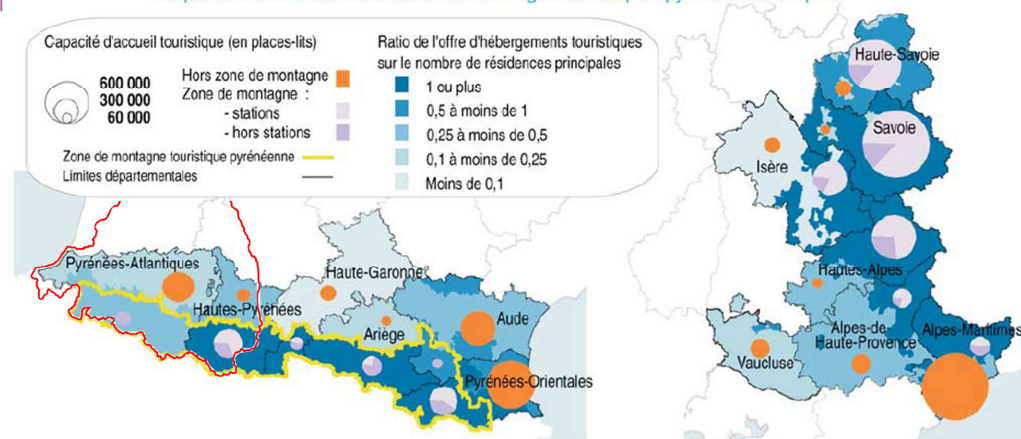 Capacité d'accueil touristique (en places-lits)
600 000
300 000
60 000
Hors zone de montagne
Zone de montagne :
- stations
- hors stations
Zone de montagne touristique pyrénéenne
Limites départementales
Ratio de l'offre d'hébergements touristiques
sur le nombre de résidences principales
1 ou plus
0,5 à moins de 1
0,25 à moins de 0,5
0,1 à moins de 0,25
Moins de 0,1
Pyrénées-Atlantiques
Hautes-Pyrénées
Haute-Garonne
Ariège
Aude
Pyrénées-Orientales
Haute-Savoie
Savoie
Isère
Hautes-Alpes
Alpes-de-
Haute-Provence
Alpes-Maritimes
Vaucluse